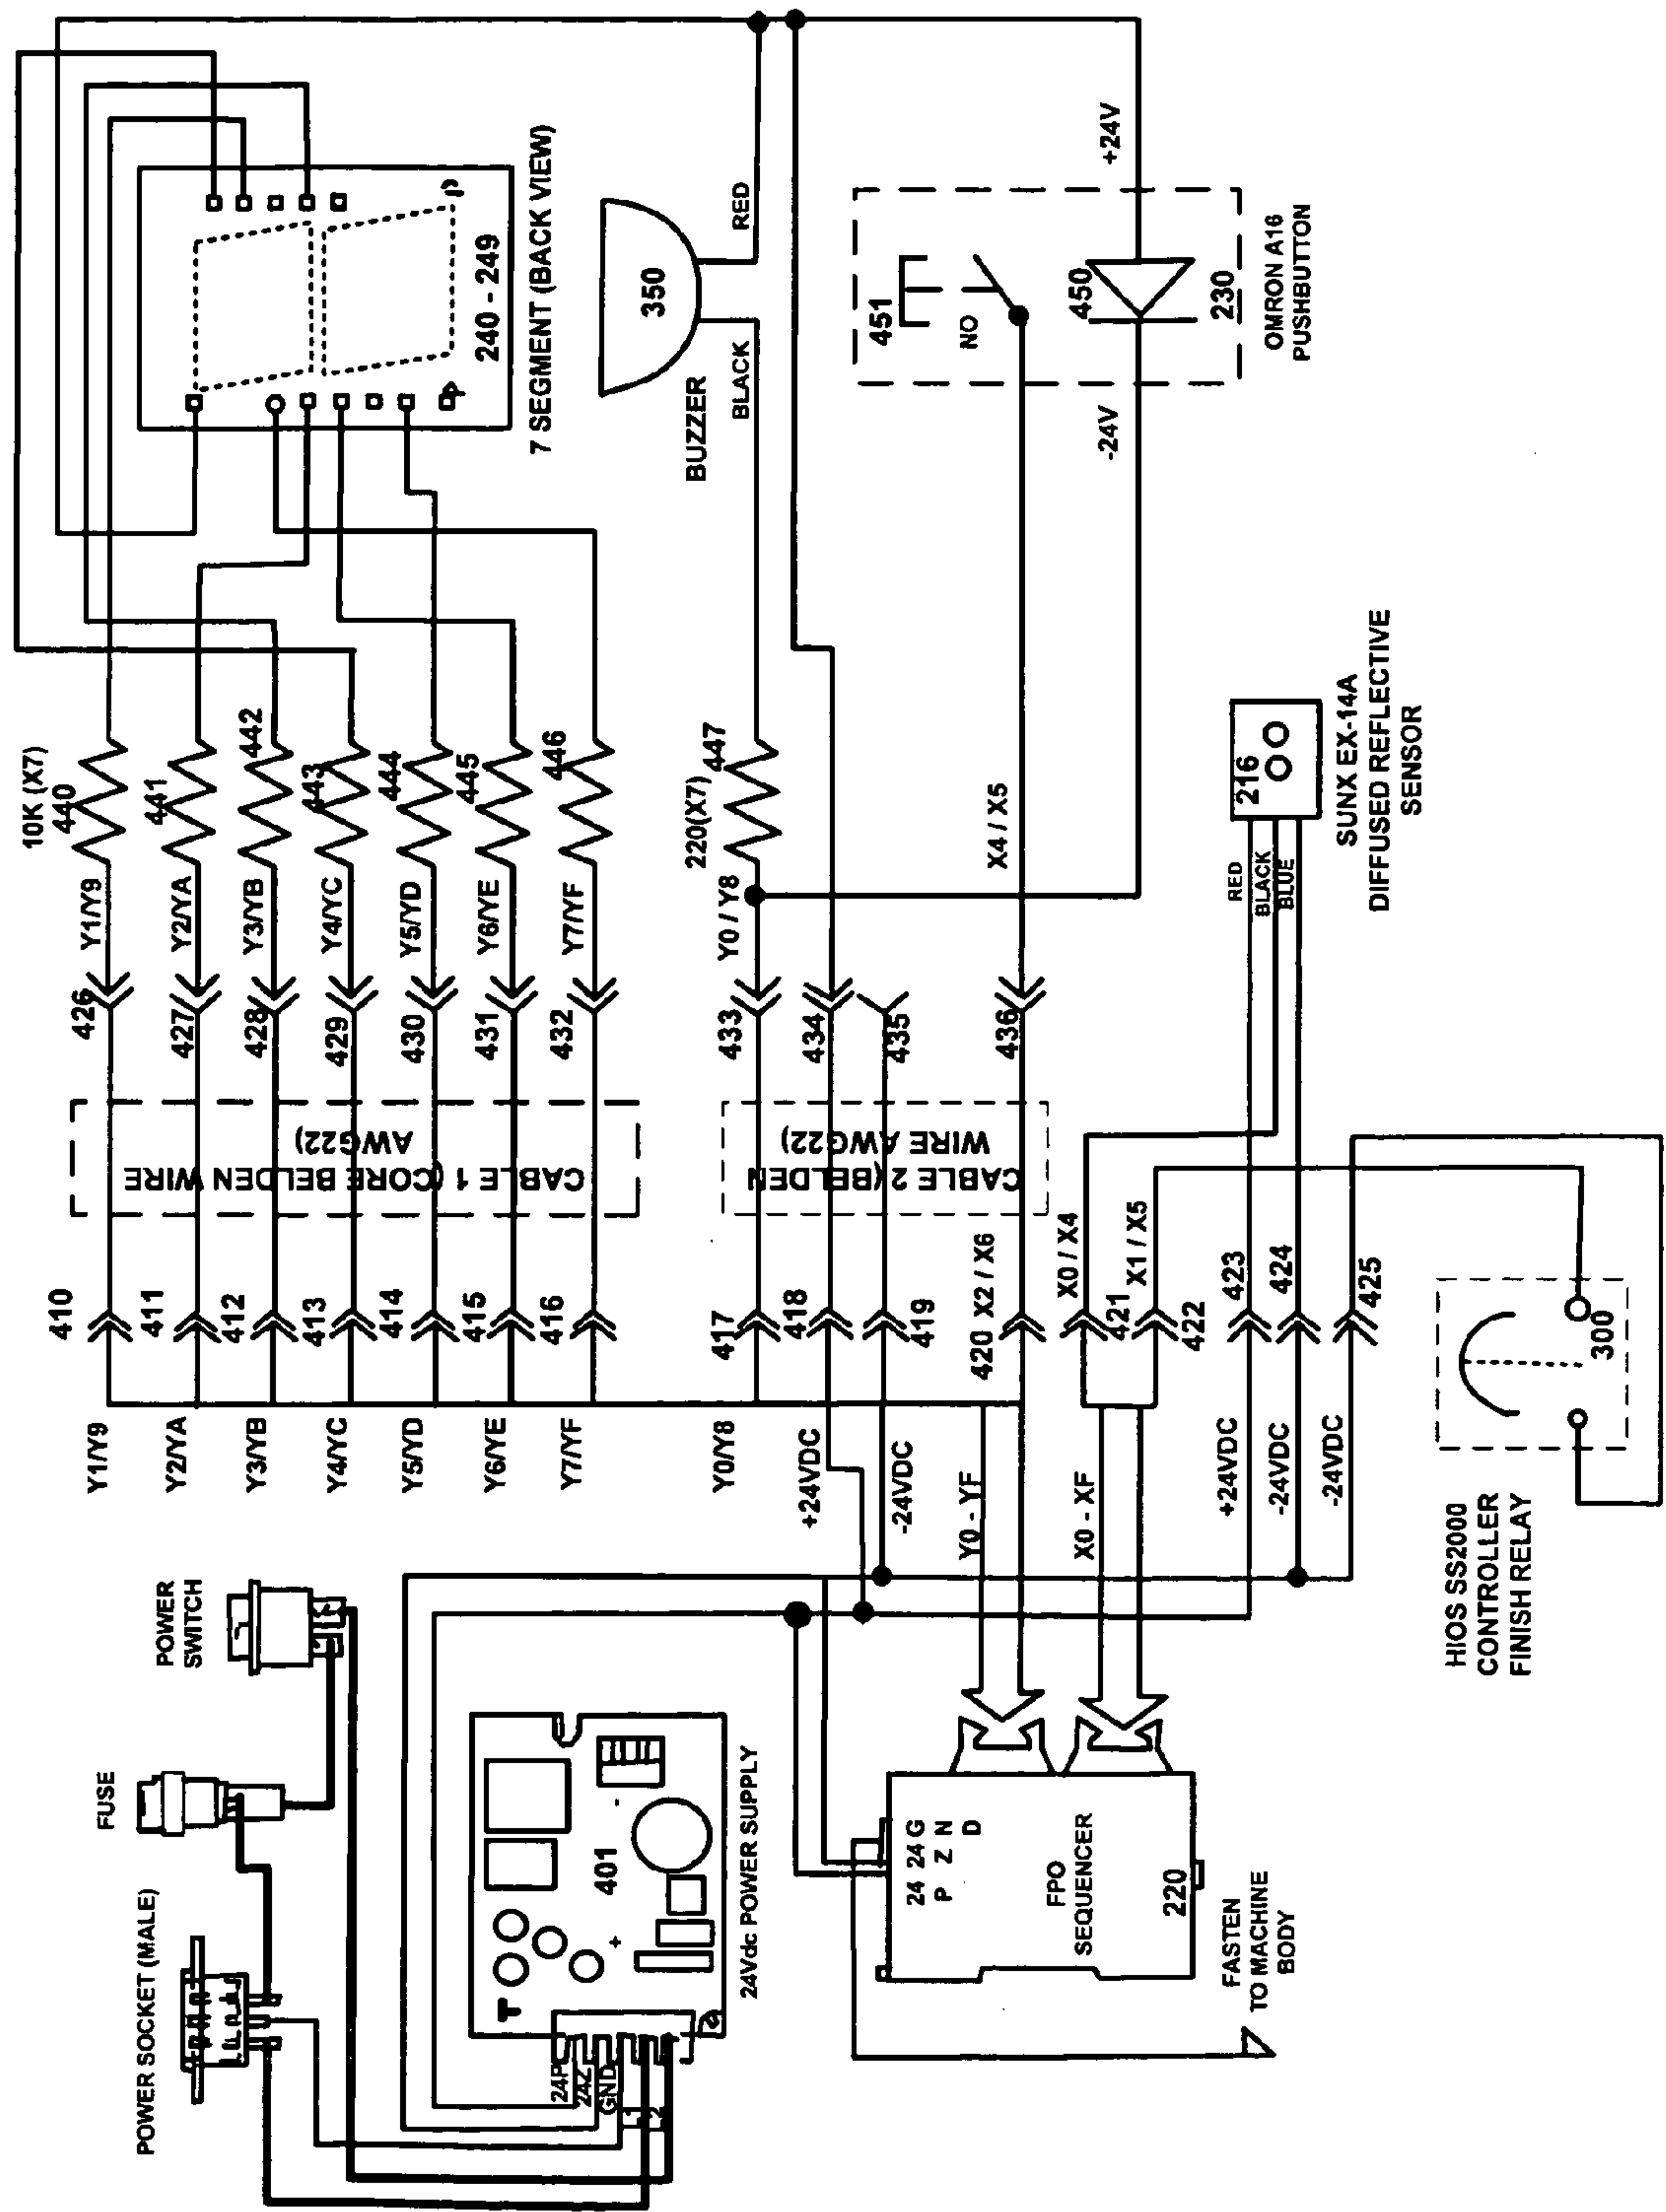 POWER SOCKET (MALE)
FUSE
POWER
SWITCH
24P
24Z
GND
1
2
401
+
-
24Vdc POWER SUPPLY
24 24 G
P Z N
D
FPO
SEQUENCER
220
FASTEN
TO MACHINE
BODY
Y1/Y9
Y2/YA
Y3/YB
Y4/YC
Y5/YD
Y6/YE
Y7/YF
Y0/Y8
+24VDC
-24VDC
Y0 - YF
X0 - XF
+24VDC
-24VDC
-24VDC
HIOS SS2000
CONTROLLER
FINISH RELAY
300
410
411
412
413
414
415
416
417
418
419
420 X2 / X6
X0 / X4
421
X1 / X5
422
423
424
425
CABLE 1 (CORE BELDEN WIRE
AWG22)
CABLE 2 (BELDEN
WIRE AWG22)
426
427
428
429
430
431
432
433
434
435
436
Y1/Y9
Y2/YA
Y3/YB
Y4/YC
Y5/YD
Y6/YE
Y7/YF
Y0 / Y8
X4 / X5
10K (X7)
440
441
442
443
444
445
446
220(X7)
447
RED
BLACK
BLUE
216
SUNX EX-14A
DIFFUSED REFLECTIVE
SENSOR
P
P
240 - 249
7 SEGMENT (BACK VIEW)
BUZZER
350
BLACK
RED
451
NO
450
230
-24V
+24V
OMRON A16
PUSHBUTTON